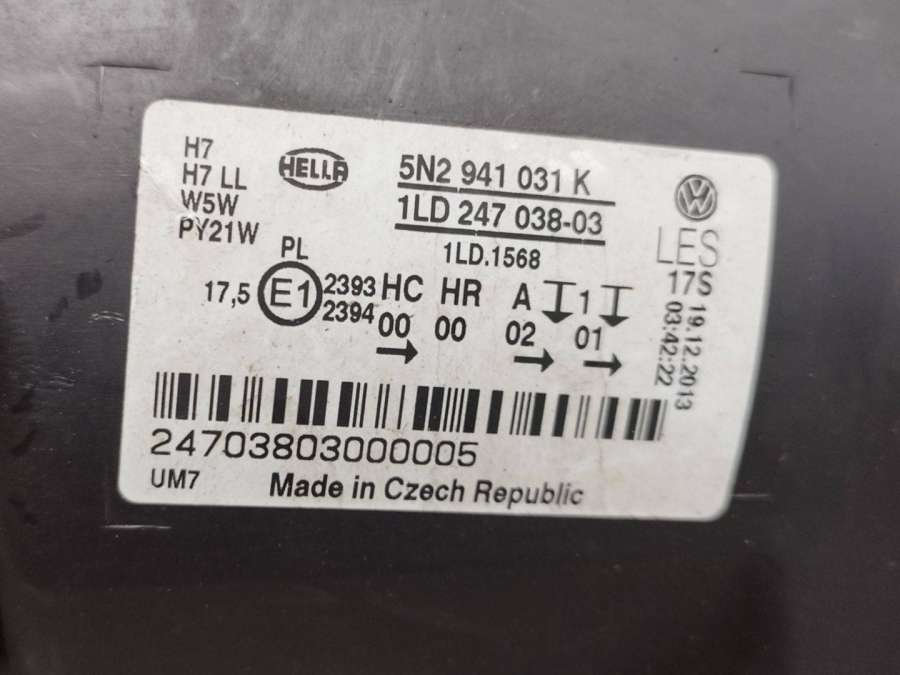 H7
H7 LL
W5W
PY21W
HELLA
5N2 941 031 K
1LD 247 038-03
1LD.1568
LES
17S
19.12.2013
03:42:22
PL
17,5 E1 2393 HC HR A 1
2394 00 00 02 01
24703803000005
UM7 Made in Czech Republic